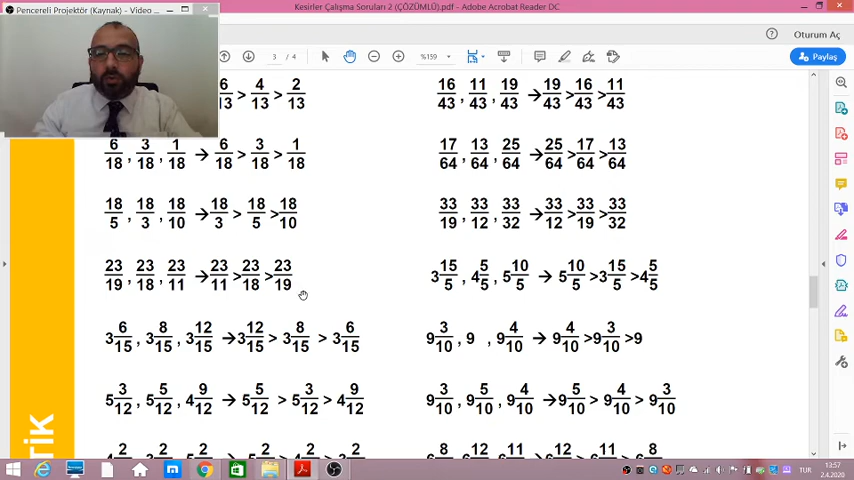 Kesirler Çalışma Soruları 2 (ÇÖZÜMLÜ).pdf - Adobe Acrobat Reader DC
Pencereli Projektör (Kaynak) - Video ...
Oturum Aç
3 / 4
%159
Paylaş
6/13 > 4/13 > 2/13
16/43 , 11/43 , 19/43 → 19/43 > 16/43 > 11/43
6/18 , 3/18 , 1/18 → 6/18 > 3/18 > 1/18
17/64 , 13/64 , 25/64 → 25/64 > 17/64 > 13/64
18/5 , 18/3 , 18/10 → 18/3 > 18/5 > 18/10
33/19 , 33/12 , 33/32 → 33/12 > 33/19 > 33/32
23/19 , 23/18 , 23/11 → 23/11 > 23/18 > 23/19
3 15/5 , 4 5/5 , 5 10/5 → 5 10/5 > 3 15/5 > 4 5/5
3 6/15 , 3 8/15 , 3 12/15 → 3 12/15 > 3 8/15 > 3 6/15
9 3/10 , 9 , 9 4/10 → 9 4/10 > 9 3/10 > 9
5 3/12 , 5 5/12 , 4 9/12 → 5 5/12 > 5 3/12 > 4 9/12
9 3/10 , 9 5/10 , 9 4/10 → 9 5/10 > 9 4/10 > 9 3/10
TİK
TUR
13:57
2.4.2020